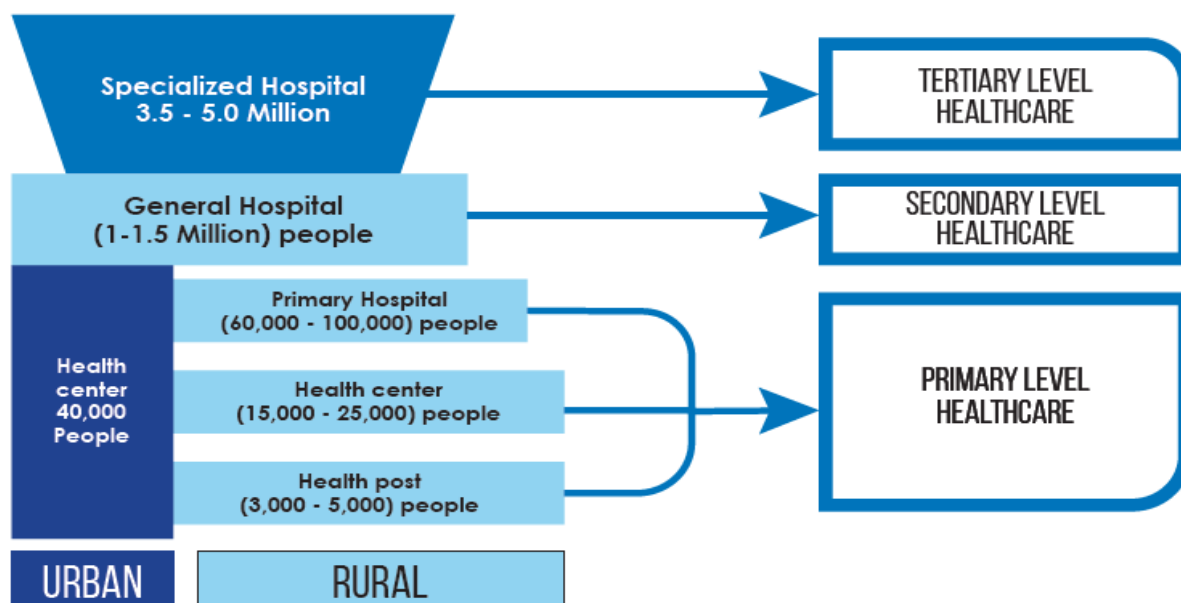 Specialized Hospital
3.5 - 5.0 Million
TERTIARY LEVEL
HEALTHCARE
General Hospital
(1-1.5 Million) people
SECONDARY LEVEL
HEALTHCARE
Health
center
40,000
People
Primary Hospital
(60,000 - 100,000) people
Health center
(15,000 - 25,000) people
Health post
(3,000 - 5,000) people
PRIMARY LEVEL
HEALTHCARE
URBAN
RURAL